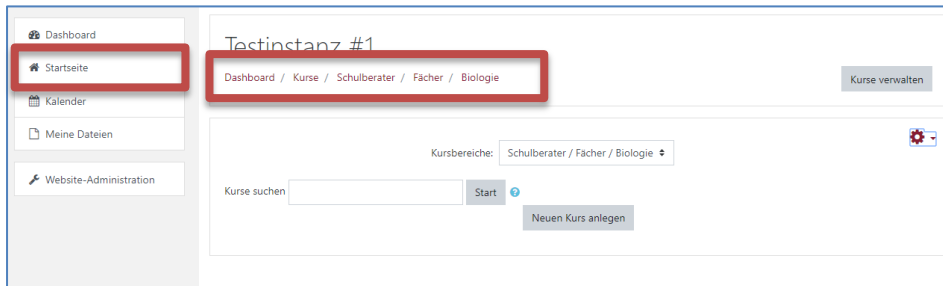 Dashboard
Startseite
Kalender
Meine Dateien
Website-Administration
Testinstanz #1
Dashboard / Kurse / Schulberater / Fächer / Biologie
Kurse verwalten
Kursbereiche: Schulberater / Fächer / Biologie
Kurse suchen Start
Neuen Kurs anlegen